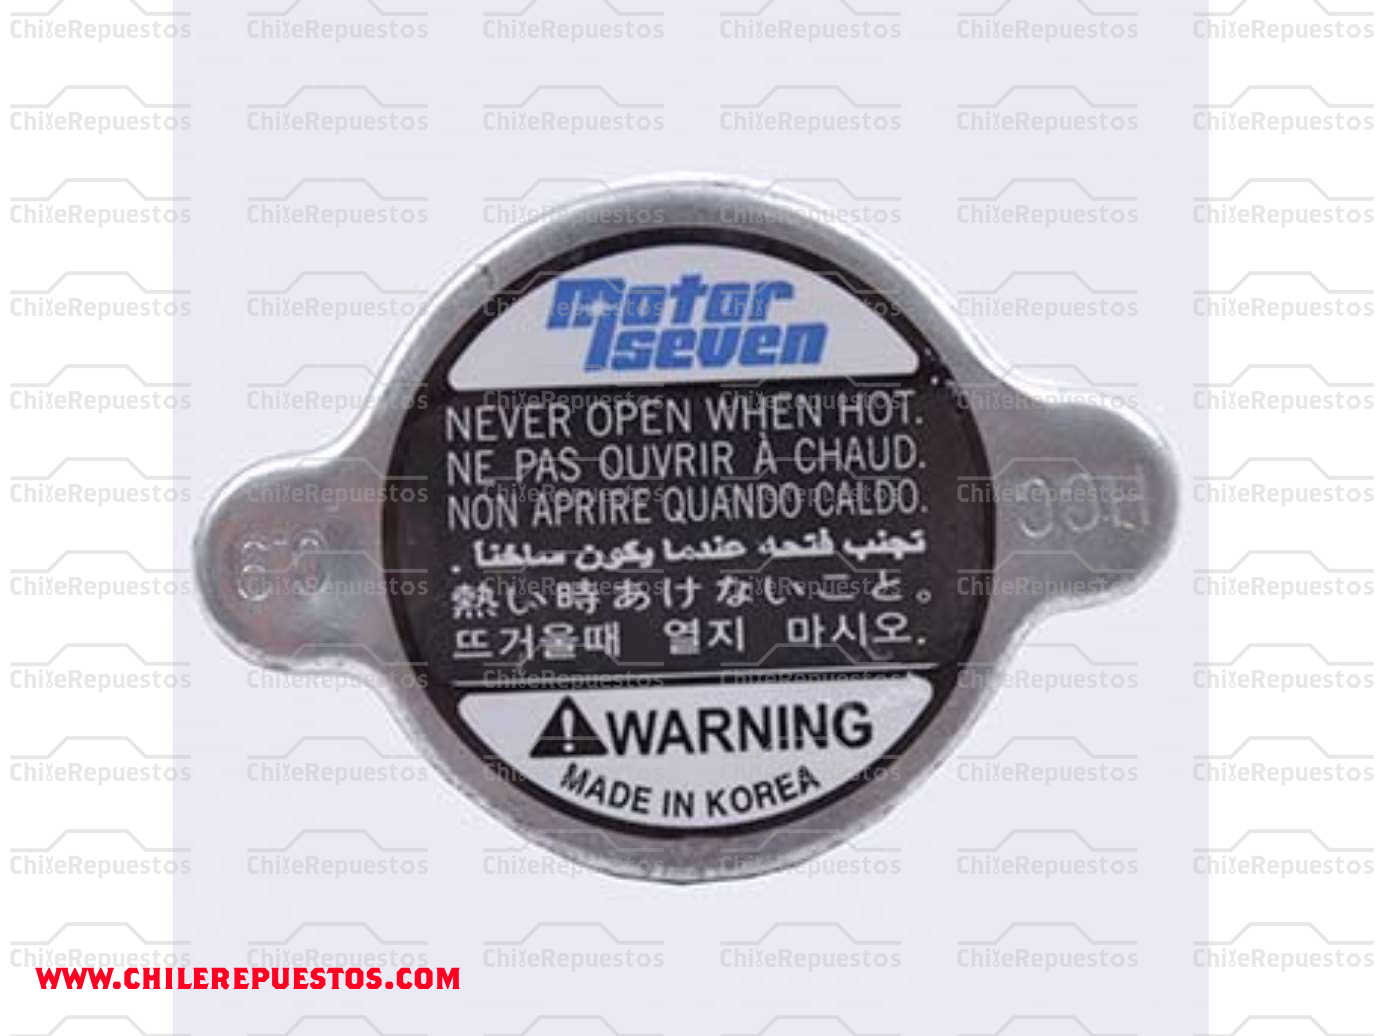 Motor
1seven
NEVER OPEN WHEN HOT.
NE PAS OUVRIR À CHAUD.
NON APRIRE QUANDO CALDO.
تجنب فتحه عندما يكون ساخنا .
熱い時あけないこと。
뜨거울때 열지 마시오.
WARNING
MADE IN KOREA
WWW.CHILEREPUESTOS.COM
ChileRepuestos